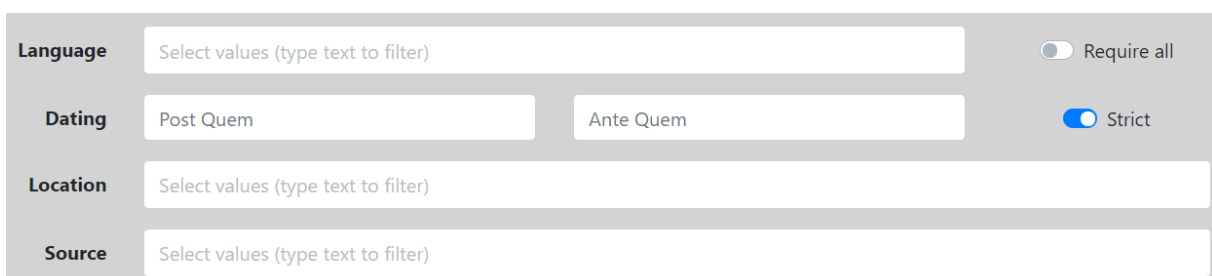 Language Select values (type text to filter) Require all
Dating Post Quem Ante Quem Strict
Location Select values (type text to filter)
Source Select values (type text to filter)